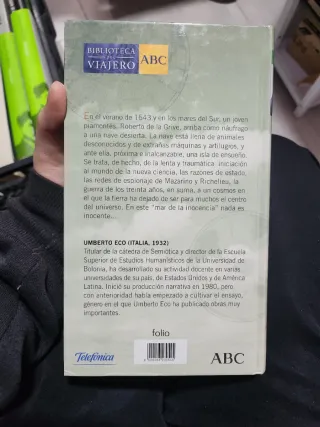 BIBLIOTECA
VIAJERO
ABC
En el verano de 1643 y en los mares del Sur, un joven
piamontés, Roberto de la Grive, arriba como náufrago
a una nave desierta. La nave está llena de animales
desconocidos y de extrañas máquinas y artilugios, y
ante ella, próxima e inalcanzable, una isla de ensueño.
Se trata, de hecho, de la lenta y traumática iniciación
al mundo de la nueva ciencia, las razones de estado,
las redes de espionaje de Mazarino y Richelieu, la
guerra de los treinta años, en suma, a un cosmos en
el que la tierra ha dejado de ser para muchos el centro
del universo. En este "mar de la inocencia" nada es
inocente...
UMBERTO ECO (ITALIA, 1932)
Titular de la cátedra de Semiótica y director de la Escuela
Superior de Estudios Humanísticos de la Universidad de
Bolonia, ha desarrollado su actividad docente en varias
universidades de su país, de Estados Unidos y de América
Latina. Inició su producción narrativa en 1980, pero
con anterioridad había empezado a cultivar el ensayo,
género en el que Umberto Eco ha publicado obras muy
importantes.
folio
Telefónica
ABC